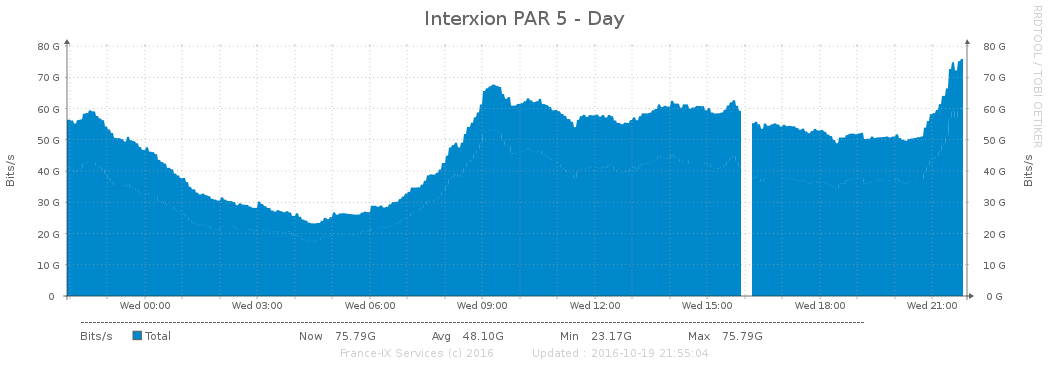 Interxion PAR 5 - Day
RRDTOOL / TOBI OETIKER
Bits/s
80 G
70 G
60 G
50 G
40 G
30 G
20 G
10 G
0
80 G
70 G
60 G
50 G
40 G
30 G
20 G
10 G
0 G
Bits/s
Wed 00:00 Wed 03:00 Wed 06:00 Wed 09:00 Wed 12:00 Wed 15:00 Wed 18:00 Wed 21:00
Bits/s Total Now 75.79G Avg 48.10G Min 23.17G Max 75.79G
France-IX Services (c) 2016 Updated : 2016-10-19 21:55:04